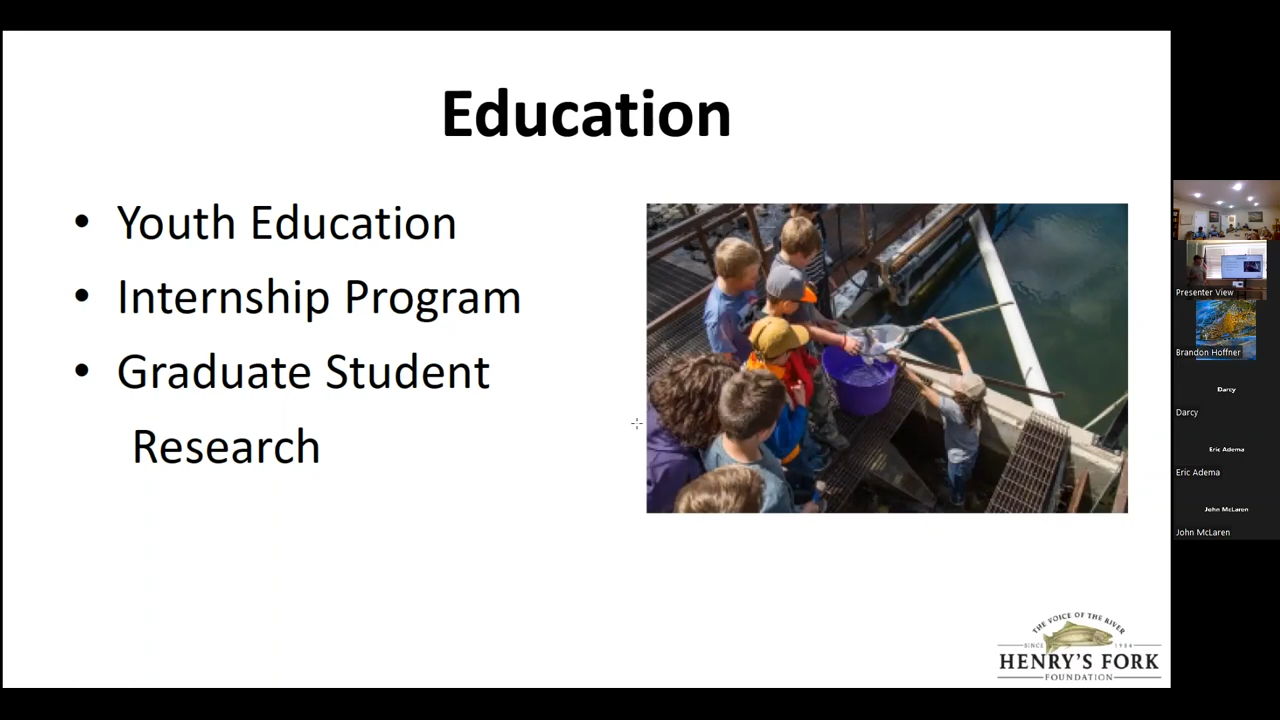 Education
• Youth Education
• Internship Program
• Graduate Student
Research
THE VOICE OF THE RIVER
SINCE 1984
HENRY'S FORK
FOUNDATION
Presenter View
Brandon Hoffner
Darcy
Darcy
Eric Adema
Eric Adema
John McLaren
John McLaren